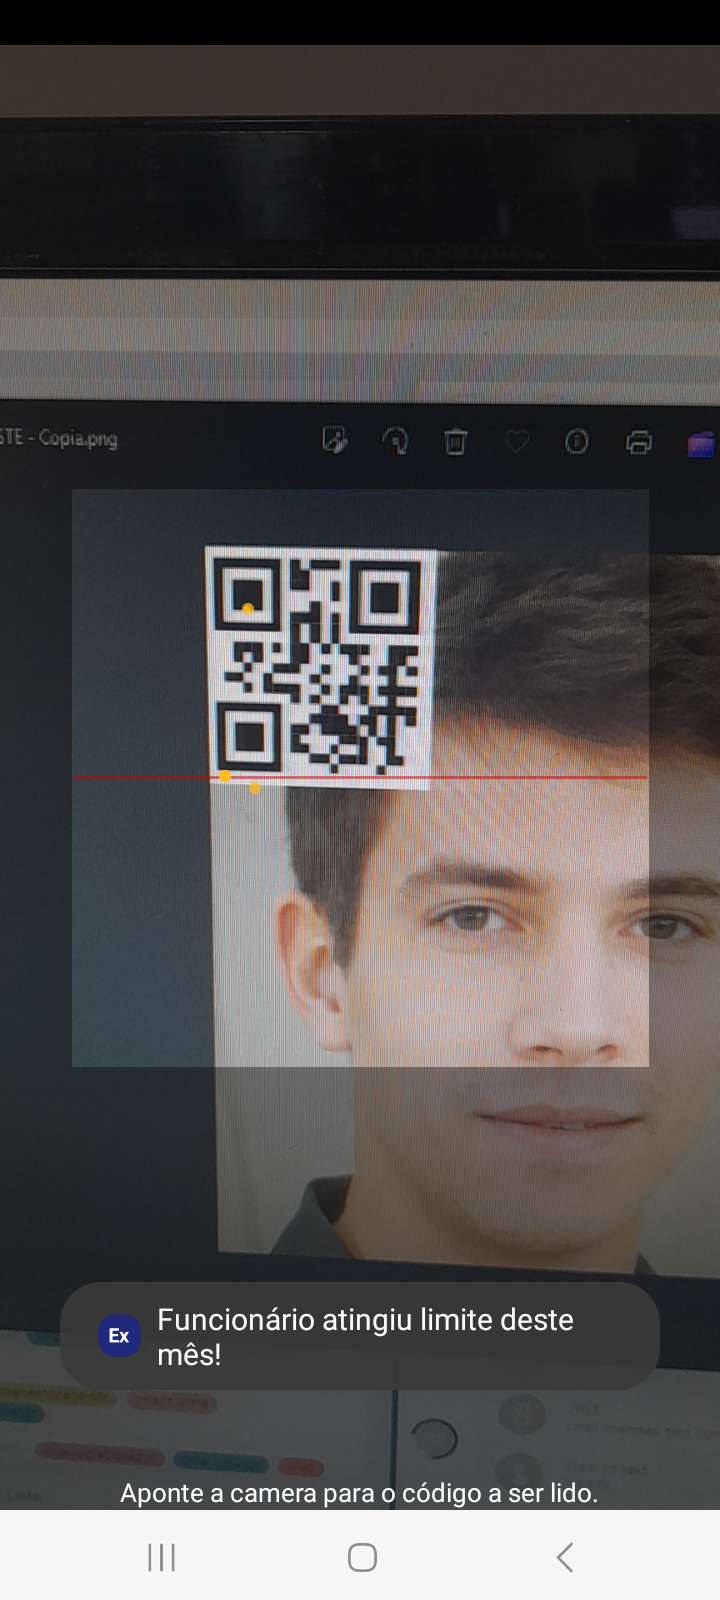 STE - Copia.png
Ex
Funcionário atingiu limite deste
mês!
Aponte a camera para o código a ser lido.